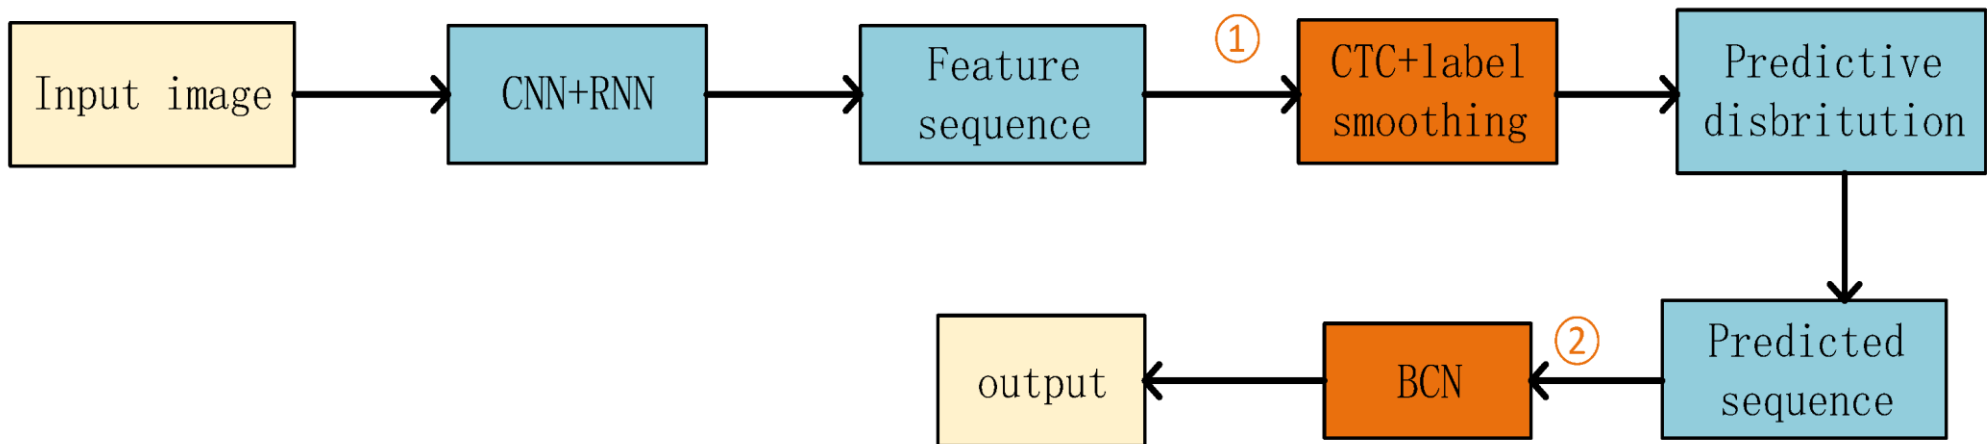 Input image
CNN+RNN
Feature
sequence
①
CTC+label
smoothing
Predictive
disbritution
Predicted
sequence
②
BCN
output